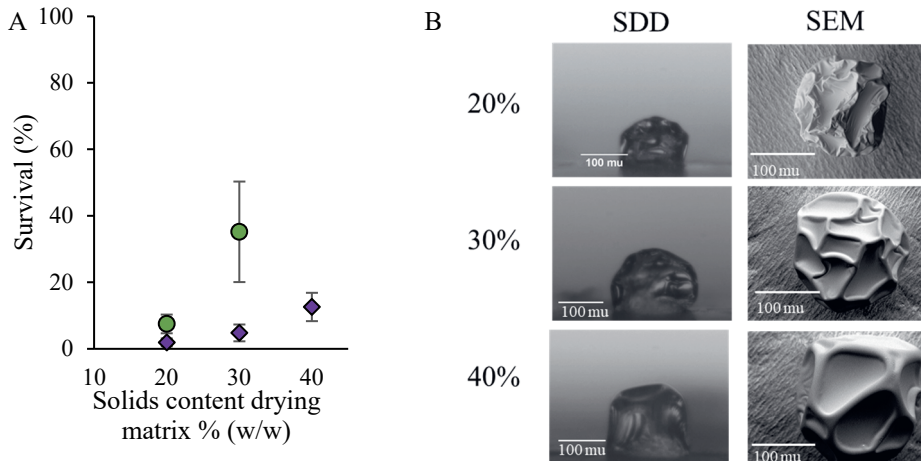 A
100
80
60
40
20
0
Survival (%)
10 20 30 40
Solids content drying
matrix % (w/w)
B
SDD SEM
20%
100 mu
100 mu
30%
100 mu
100 mu
40%
100 mu
100 mu